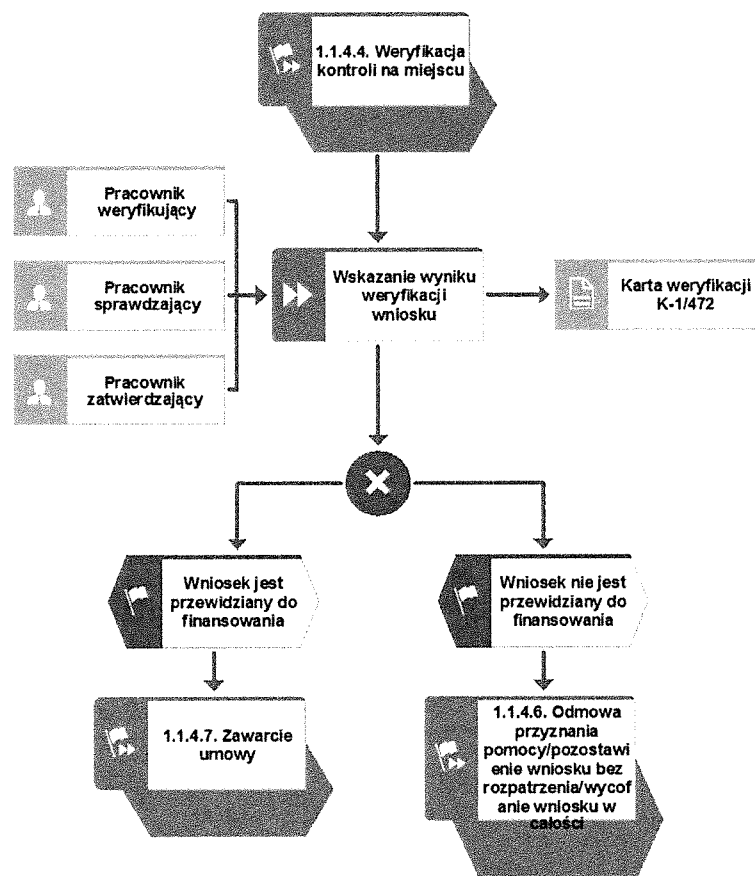 1.1.4.4. Weryfikacja
kontroli na miejscu
Pracownik
weryfikujący
Pracownik
sprawdzający
Pracownik
zatwierdzający
Wskazanie wyniku
weryfikacji
wniosku
Karta weryfikacji
K-1/472
Wniosek jest
przewidziany do
finansowania
Wniosek nie jest
przewidziany do
finansowania
1.1.4.7. Zawarcie
umowy
1.1.4.6. Odmowa
przyznania
pomocy/pozostawi
enie wniosku bez
rozpatrzenia/wycof
anie wniosku w
całości